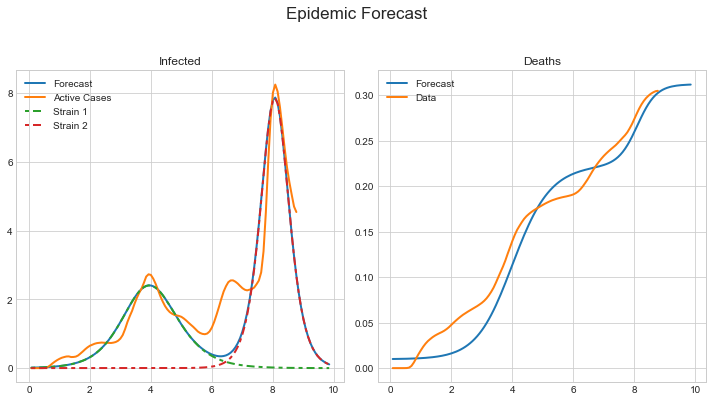 Epidemic Forecast
Infected
Forecast
Active Cases
Strain 1
Strain 2
8
6
4
2
0
0 2 4 6 8 10
Deaths
Forecast
Data
0.30
0.25
0.20
0.15
0.10
0.05
0.00
0 2 4 6 8 10